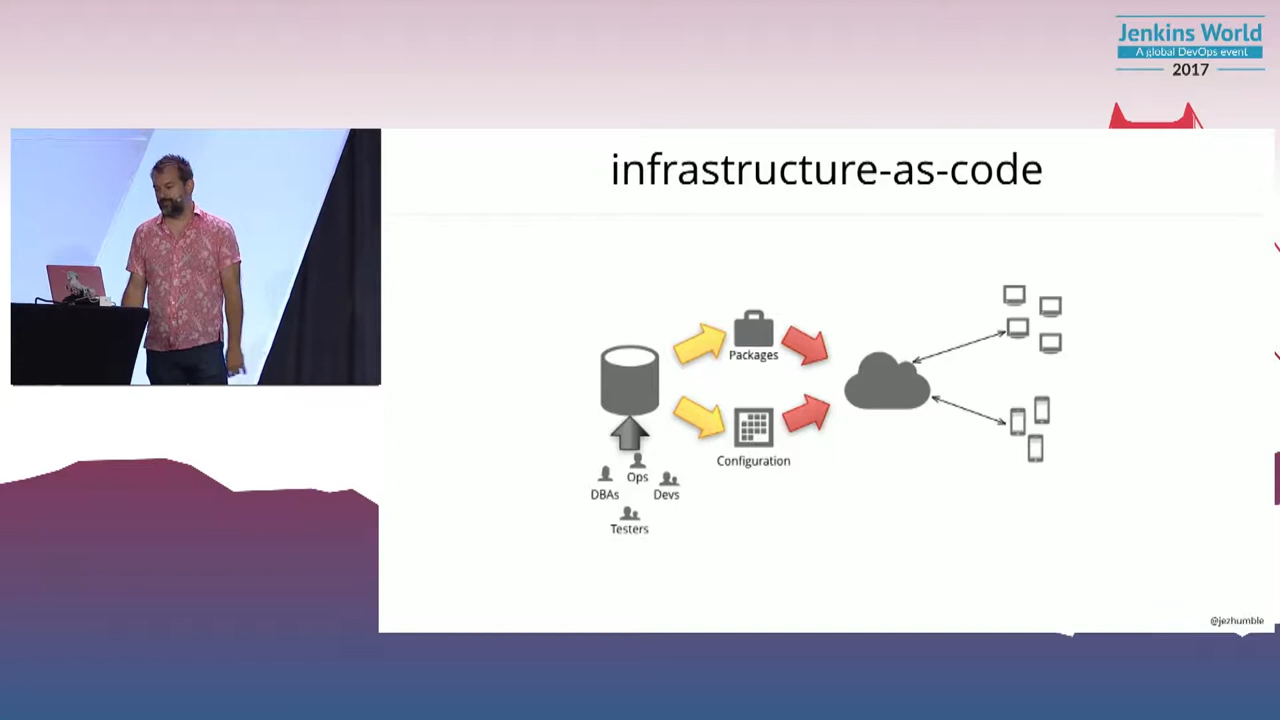 Jenkins World
A global DevOps event
2017
infrastructure-as-code
Packages
Configuration
Ops
DBAs
Devs
Testers
@jezhumble